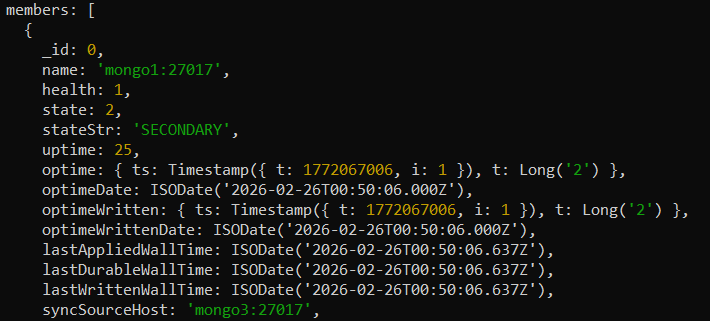 members: [
{
_id: 0,
name: 'mongo1:27017',
health: 1,
state: 2,
stateStr: 'SECONDARY',
uptime: 25,
optime: { ts: Timestamp({ t: 1772067006, i: 1 }), t: Long('2') },
optimeDate: ISODate('2026-02-26T00:50:06.000Z'),
optimeWritten: { ts: Timestamp({ t: 1772067006, i: 1 }), t: Long('2') },
optimeWrittenDate: ISODate('2026-02-26T00:50:06.000Z'),
lastAppliedWallTime: ISODate('2026-02-26T00:50:06.637Z'),
lastDurableWallTime: ISODate('2026-02-26T00:50:06.637Z'),
lastWrittenWallTime: ISODate('2026-02-26T00:50:06.637Z'),
syncSourceHost: 'mongo3:27017',